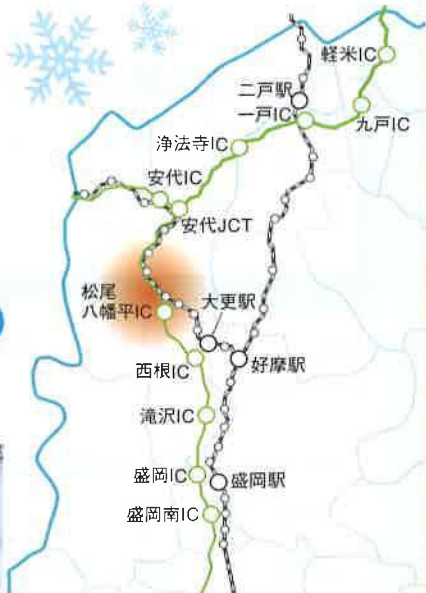 軽米IC
二戸駅
一戸IC
九戸IC
浄法寺IC
安代IC
安代JCT
松尾
八幡平IC
大更駅
西根IC
好摩駅
滝沢IC
盛岡IC
盛岡駅
盛岡南IC